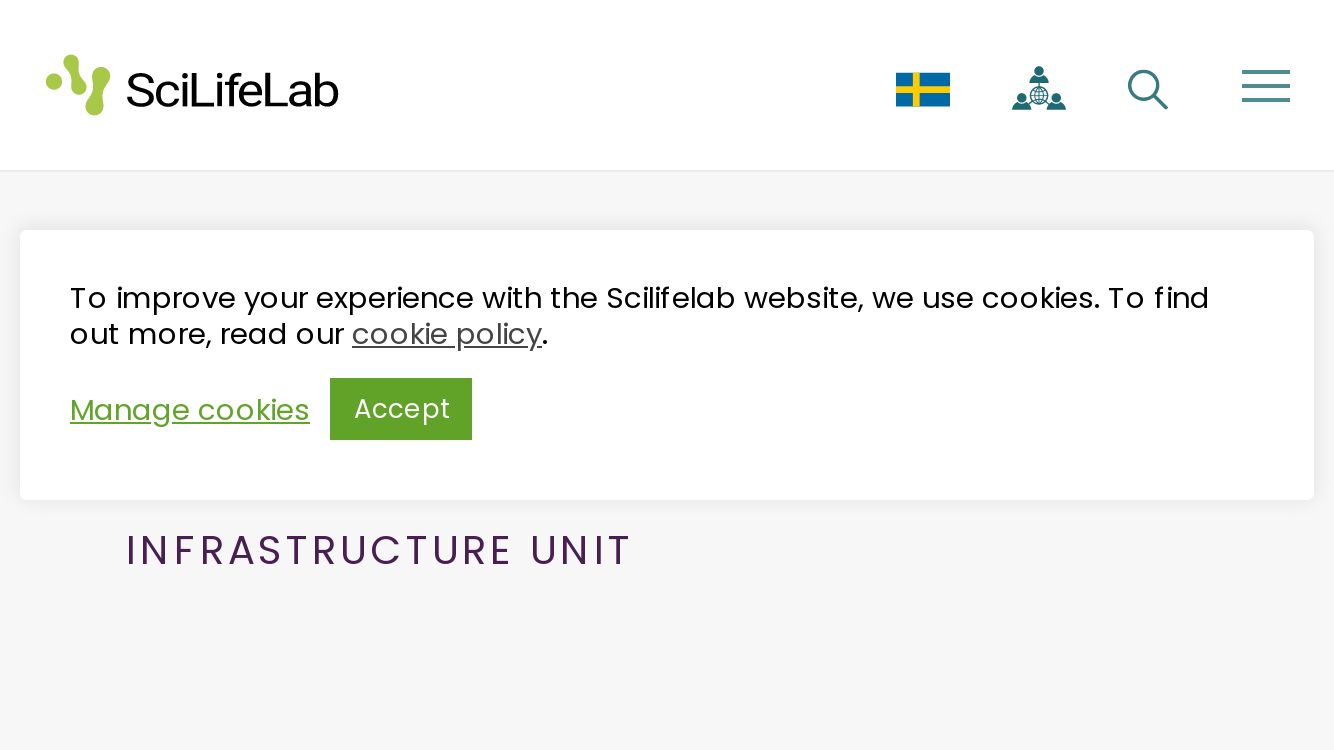 SciLifeLab
To improve your experience with the Scilifelab website, we use cookies. To find
out more, read our cookie policy.
Manage cookies Accept
INFRASTRUCTURE UNIT